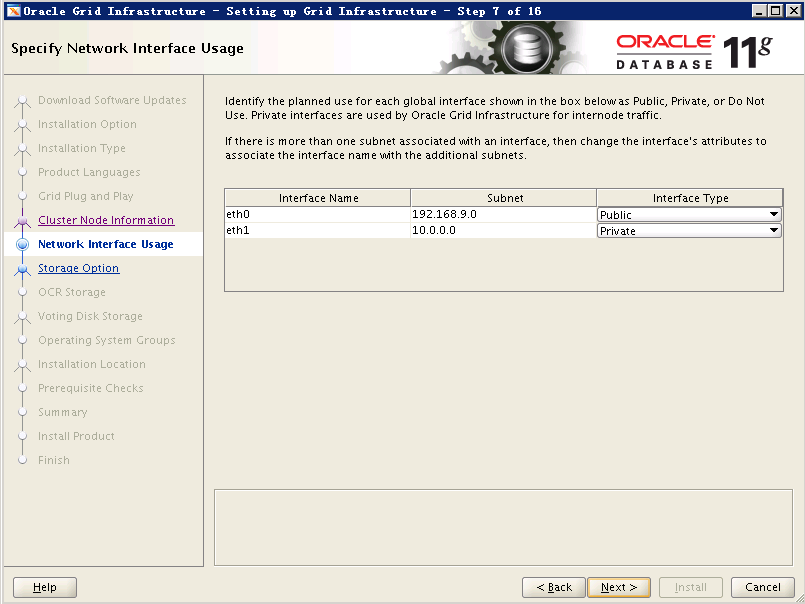 Oracle Grid Infrastructure - Setting up Grid Infrastructure - Step 7 of 16
Specify Network Interface Usage
ORACLE
DATABASE 11g
Download Software Updates
Installation Option
Installation Type
Product Languages
Grid Plug and Play
Cluster Node Information
Network Interface Usage
Storage Option
OCR Storage
Voting Disk Storage
Operating System Groups
Installation Location
Prerequisite Checks
Summary
Install Product
Finish
Identify the planned use for each global interface shown in the box below as Public, Private, or Do Not
Use. Private interfaces are used by Oracle Grid Infrastructure for internode traffic.
If there is more than one subnet associated with an interface, then change the interface's attributes to
associate the interface name with the additional subnets.
Interface Name Subnet Interface Type
eth0 192.168.9.0 Public
eth1 10.0.0.0 Private
Help < Back Next > Install Cancel